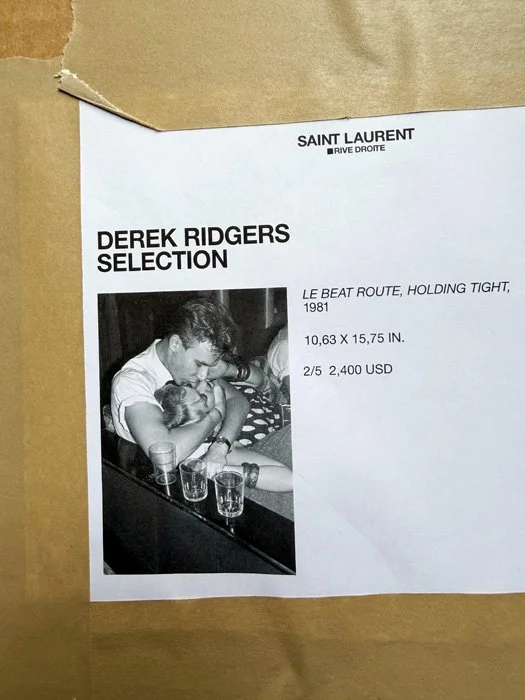 SAINT LAURENT
RIVE DROITE
DEREK RIDGERS
SELECTION
LE BEAT ROUTE, HOLDING TIGHT,
1981
10,63 X 15,75 IN.
2/5 2,400 USD